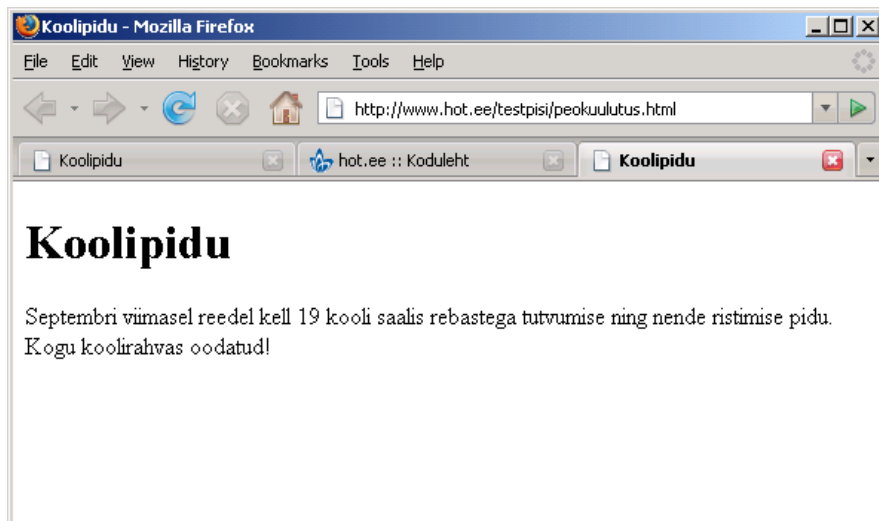 Koolipidu - Mozilla Firefox
File Edit View History Bookmarks Tools Help
http://www.hot.ee/testpisi/peokuulutus.html
Koolipidu hot.ee :: Koduleht Koolipidu
Koolipidu
Septembri viimasel reedel kell 19 kooli saalis rebastega tutvumise ning nende ristimise pidu.
Kogu koolirahvas oodatud!